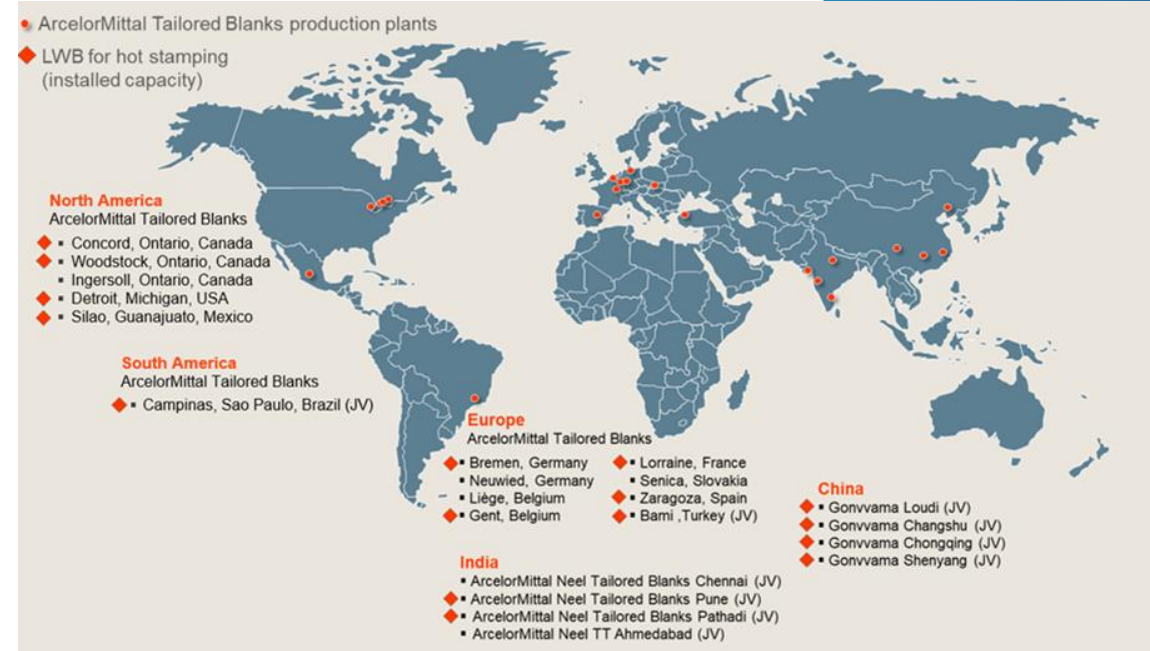 ArcelorMittal Tailored Blanks production plants
LWB for hot stamping
(installed capacity)
North America
ArcelorMittal Tailored Blanks
▪ Concord, Ontario, Canada
▪ Woodstock, Ontario, Canada
▪ Ingersoll, Ontario, Canada
▪ Detroit, Michigan, USA
▪ Silao, Guanajuato, Mexico
South America
ArcelorMittal Tailored Blanks
▪ Campinas, Sao Paulo, Brazil (JV)
Europe
ArcelorMittal Tailored Blanks
▪ Bremen, Germany
▪ Neuwied, Germany
▪ Liège, Belgium
▪ Gent, Belgium
▪ Lorraine, France
▪ Senica, Slovakia
▪ Zaragoza, Spain
▪ Bami ,Turkey (JV)
India
▪ ArcelorMittal Neel Tailored Blanks Chennai (JV)
▪ ArcelorMittal Neel Tailored Blanks Pune (JV)
▪ ArcelorMittal Neel Tailored Blanks Pathadi (JV)
▪ ArcelorMittal Neel TT Ahmedabad (JV)
China
▪ Gonvvama Loudi (JV)
▪ Gonvvama Changshu (JV)
▪ Gonvvama Chongqing (JV)
▪ Gonvvama Shenyang (JV)